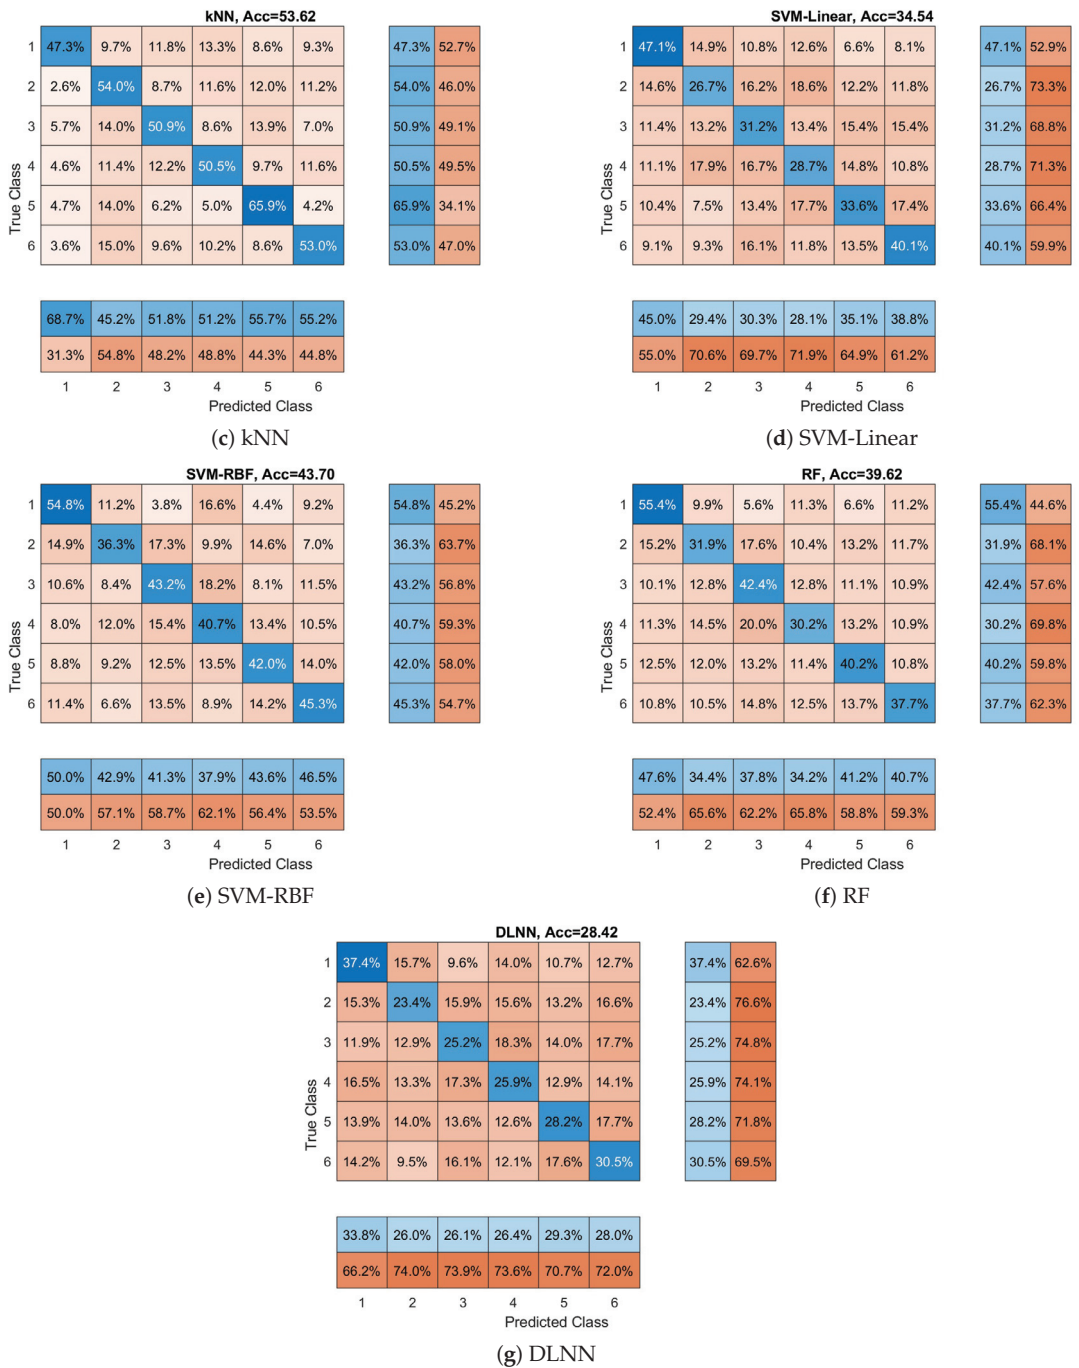 kNN, Acc=53.62
1 47.3% 9.7% 11.8% 13.3% 8.6% 9.3% 47.3% 52.7%
2 2.6% 54.0% 8.7% 11.6% 12.0% 11.2% 54.0% 46.0%
3 5.7% 14.0% 50.9% 8.6% 13.9% 7.0% 50.9% 49.1%
4 4.6% 11.4% 12.2% 50.5% 9.7% 11.6% 50.5% 49.5%
5 4.7% 14.0% 6.2% 5.0% 65.9% 4.2% 65.9% 34.1%
6 3.6% 15.0% 9.6% 10.2% 8.6% 53.0% 53.0% 47.0%
True Class
68.7% 45.2% 51.8% 51.2% 55.7% 55.2%
31.3% 54.8% 48.2% 48.8% 44.3% 44.8%
1 2 3 4 5 6
Predicted Class
(c) kNN
SVM-Linear, Acc=34.54
1 47.1% 14.9% 10.8% 12.6% 6.6% 8.1% 47.1% 52.9%
2 14.6% 26.7% 16.2% 18.6% 12.2% 11.8% 26.7% 73.3%
3 11.4% 13.2% 31.2% 13.4% 15.4% 15.4% 31.2% 68.8%
4 11.1% 17.9% 16.7% 28.7% 14.8% 10.8% 28.7% 71.3%
5 10.4% 7.5% 13.4% 17.7% 33.6% 17.4% 33.6% 66.4%
6 9.1% 9.3% 16.1% 11.8% 13.5% 40.1% 40.1% 59.9%
True Class
45.0% 29.4% 30.3% 28.1% 35.1% 38.8%
55.0% 70.6% 69.7% 71.9% 64.9% 61.2%
1 2 3 4 5 6
Predicted Class
(d) SVM-Linear
SVM-RBF, Acc=43.70
1 54.8% 11.2% 3.8% 16.6% 4.4% 9.2% 54.8% 45.2%
2 14.9% 36.3% 17.3% 9.9% 14.6% 7.0% 36.3% 63.7%
3 10.6% 8.4% 43.2% 18.2% 8.1% 11.5% 43.2% 56.8%
4 8.0% 12.0% 15.4% 40.7% 13.4% 10.5% 40.7% 59.3%
5 8.8% 9.2% 12.5% 13.5% 42.0% 14.0% 42.0% 58.0%
6 11.4% 6.6% 13.5% 8.9% 14.2% 45.3% 45.3% 54.7%
True Class
50.0% 42.9% 41.3% 37.9% 43.6% 46.5%
50.0% 57.1% 58.7% 62.1% 56.4% 53.5%
1 2 3 4 5 6
Predicted Class
(e) SVM-RBF
RF, Acc=39.62
1 55.4% 9.9% 5.6% 11.3% 6.6% 11.2% 55.4% 44.6%
2 15.2% 31.9% 17.6% 10.4% 13.2% 11.7% 31.9% 68.1%
3 10.1% 12.8% 42.4% 12.8% 11.1% 10.9% 42.4% 57.6%
4 11.3% 14.5% 20.0% 30.2% 13.2% 10.9% 30.2% 69.8%
5 12.5% 12.0% 13.2% 11.4% 40.2% 10.8% 40.2% 59.8%
6 10.8% 10.5% 14.8% 12.5% 13.7% 37.7% 37.7% 62.3%
True Class
47.6% 34.4% 37.8% 34.2% 41.2% 40.7%
52.4% 65.6% 62.2% 65.8% 58.8% 59.3%
1 2 3 4 5 6
Predicted Class
(f) RF
DLNN, Acc=28.42
1 37.4% 15.7% 9.6% 14.0% 10.7% 12.7% 37.4% 62.6%
2 15.3% 23.4% 15.9% 15.6% 13.2% 16.6% 23.4% 76.6%
3 11.9% 12.9% 25.2% 18.3% 14.0% 17.7% 25.2% 74.8%
4 16.5% 13.3% 17.3% 25.9% 12.9% 14.1% 25.9% 74.1%
5 13.9% 14.0% 13.6% 12.6% 28.2% 17.7% 28.2% 71.8%
6 14.2% 9.5% 16.1% 12.1% 17.6% 30.5% 30.5% 69.5%
True Class
33.8% 26.0% 26.1% 26.4% 29.3% 28.0%
66.2% 74.0% 73.9% 73.6% 70.7% 72.0%
1 2 3 4 5 6
Predicted Class
(g) DLNN